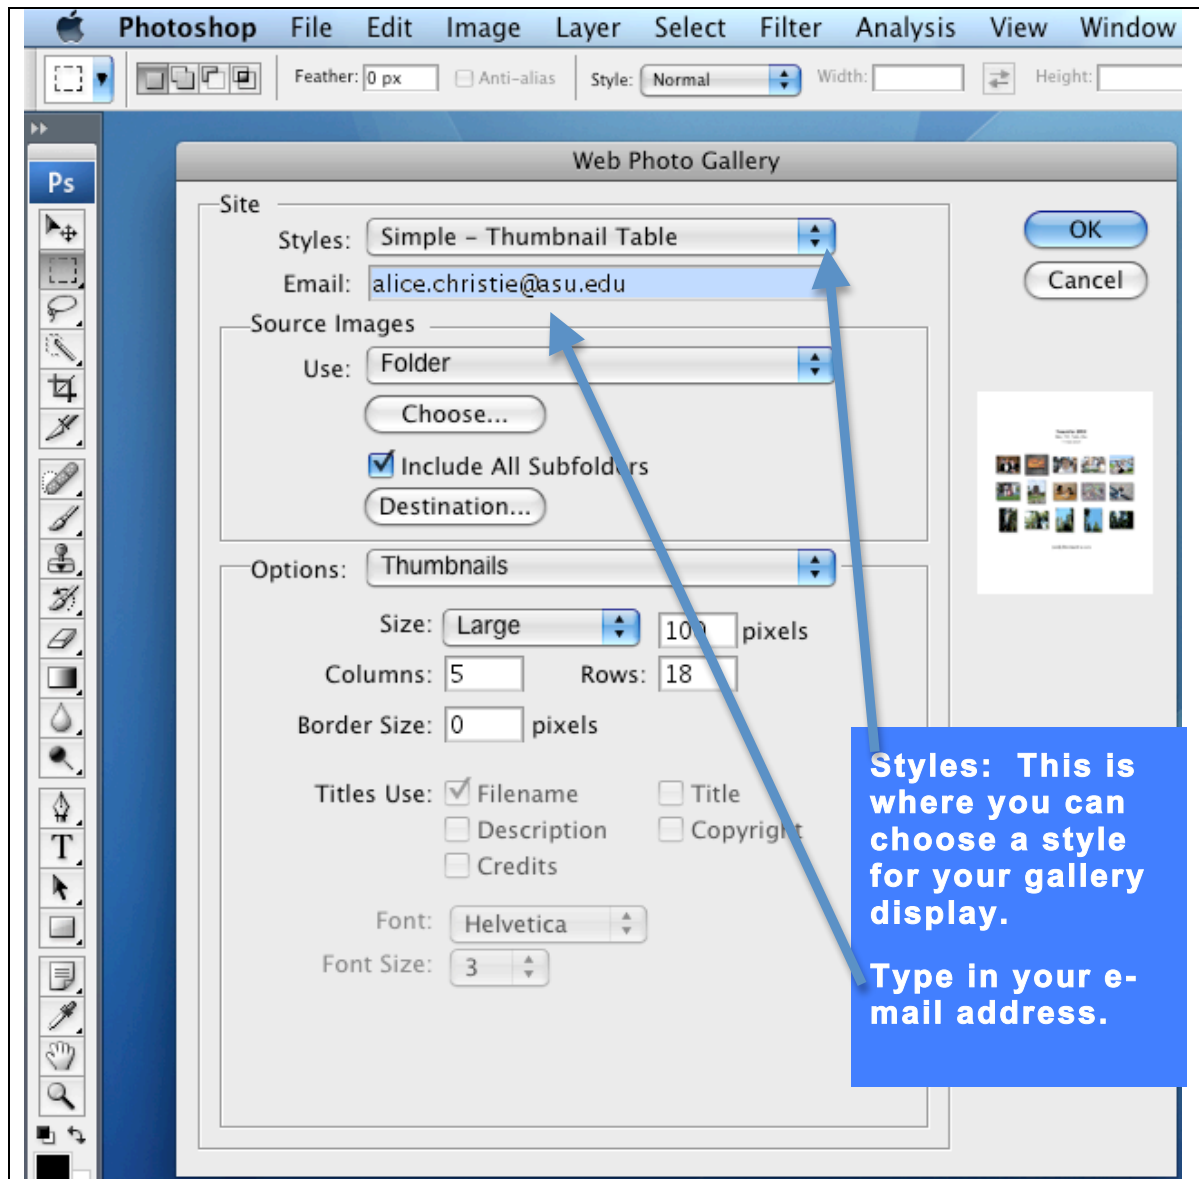 Photoshop File Edit Image Layer Select Filter Analysis View Window
Feather: 0 px Anti-alias Style: Normal Width: Height:
Web Photo Gallery
Ps
Site
Styles: Simple – Thumbnail Table
OK
Email: alice.christie@asu.edu
Cancel
Source Images
Use: Folder
Choose...
Include All Subfolders
Destination...
Options: Thumbnails
Size: Large 100 pixels
Columns: 5 Rows: 18
Border Size: 0 pixels
Titles Use: Filename Title
Description Copyright
Credits
Font: Helvetica
Font Size: 3
Styles: This is
where you can
choose a style
for your gallery
display.
Type in your e-
mail address.
T